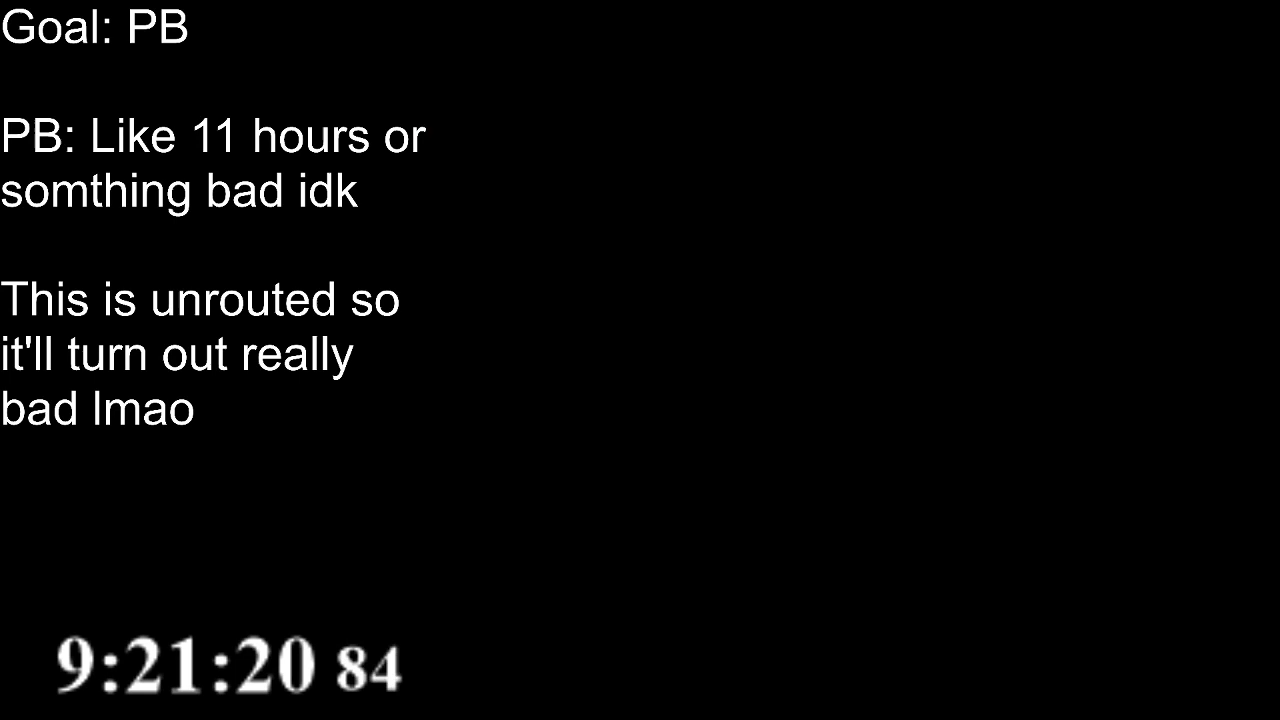 Goal: PB
PB: Like 11 hours or
somthing bad idk
This is unrouted so
it'll turn out really
bad lmao
9:21:20 84